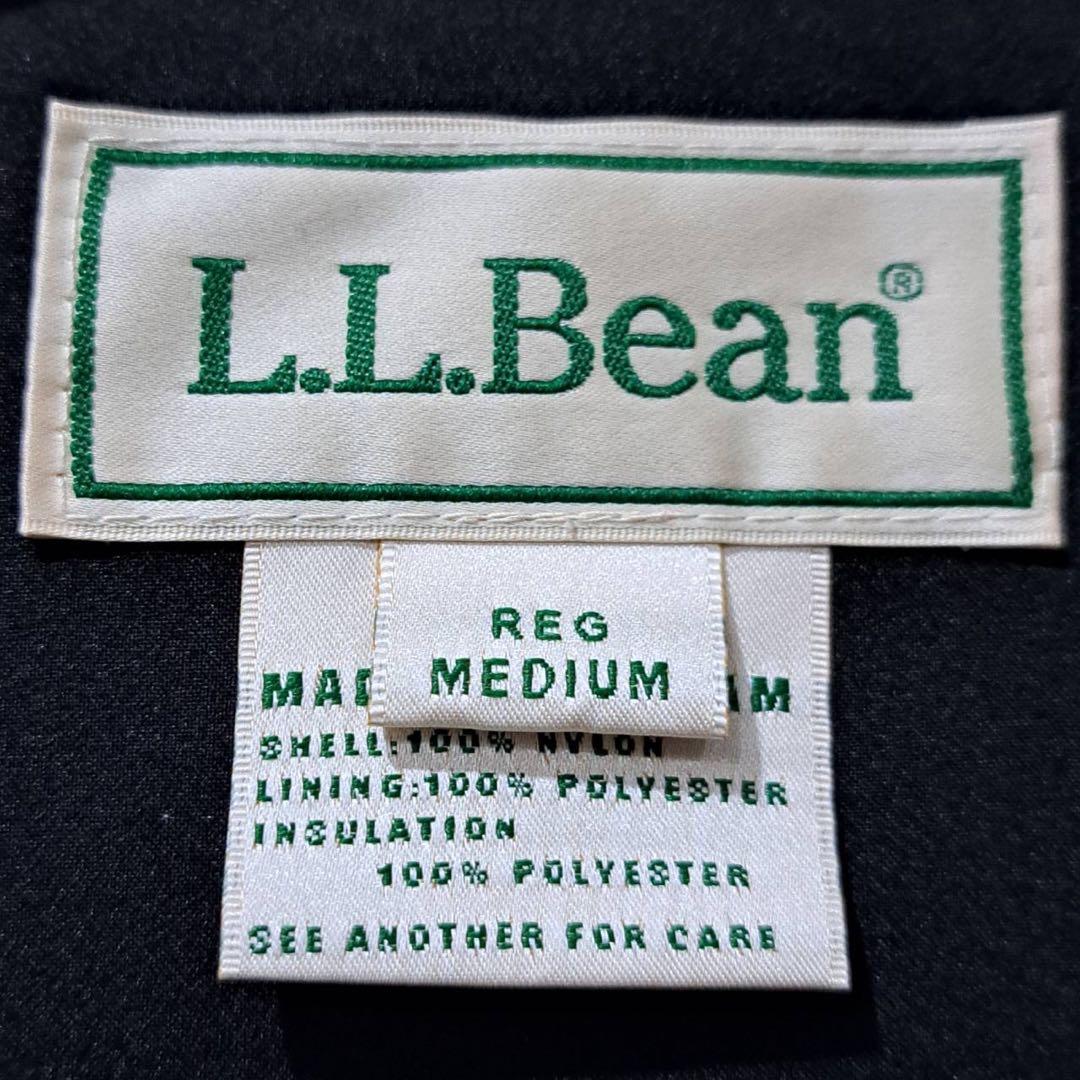 L.L.Bean®
REG
MEDIUM
SHELL:100% NYLON
LINING:100% POLYESTER
INSULATION
100% POLYESTER
SEE ANOTHER FOR CARE